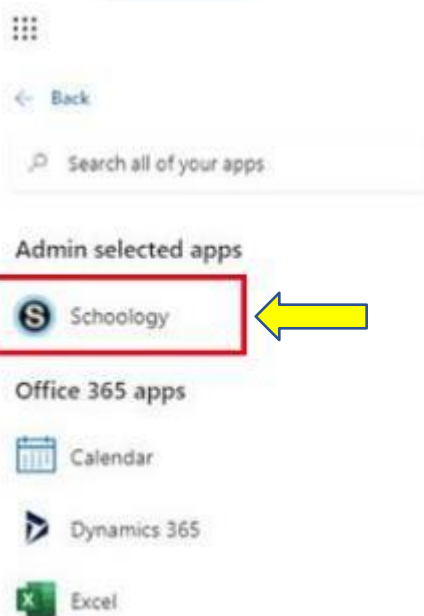 Back
Search all of your apps
Admin selected apps
Schoology
Office 365 apps
Calendar
Dynamics 365
Excel